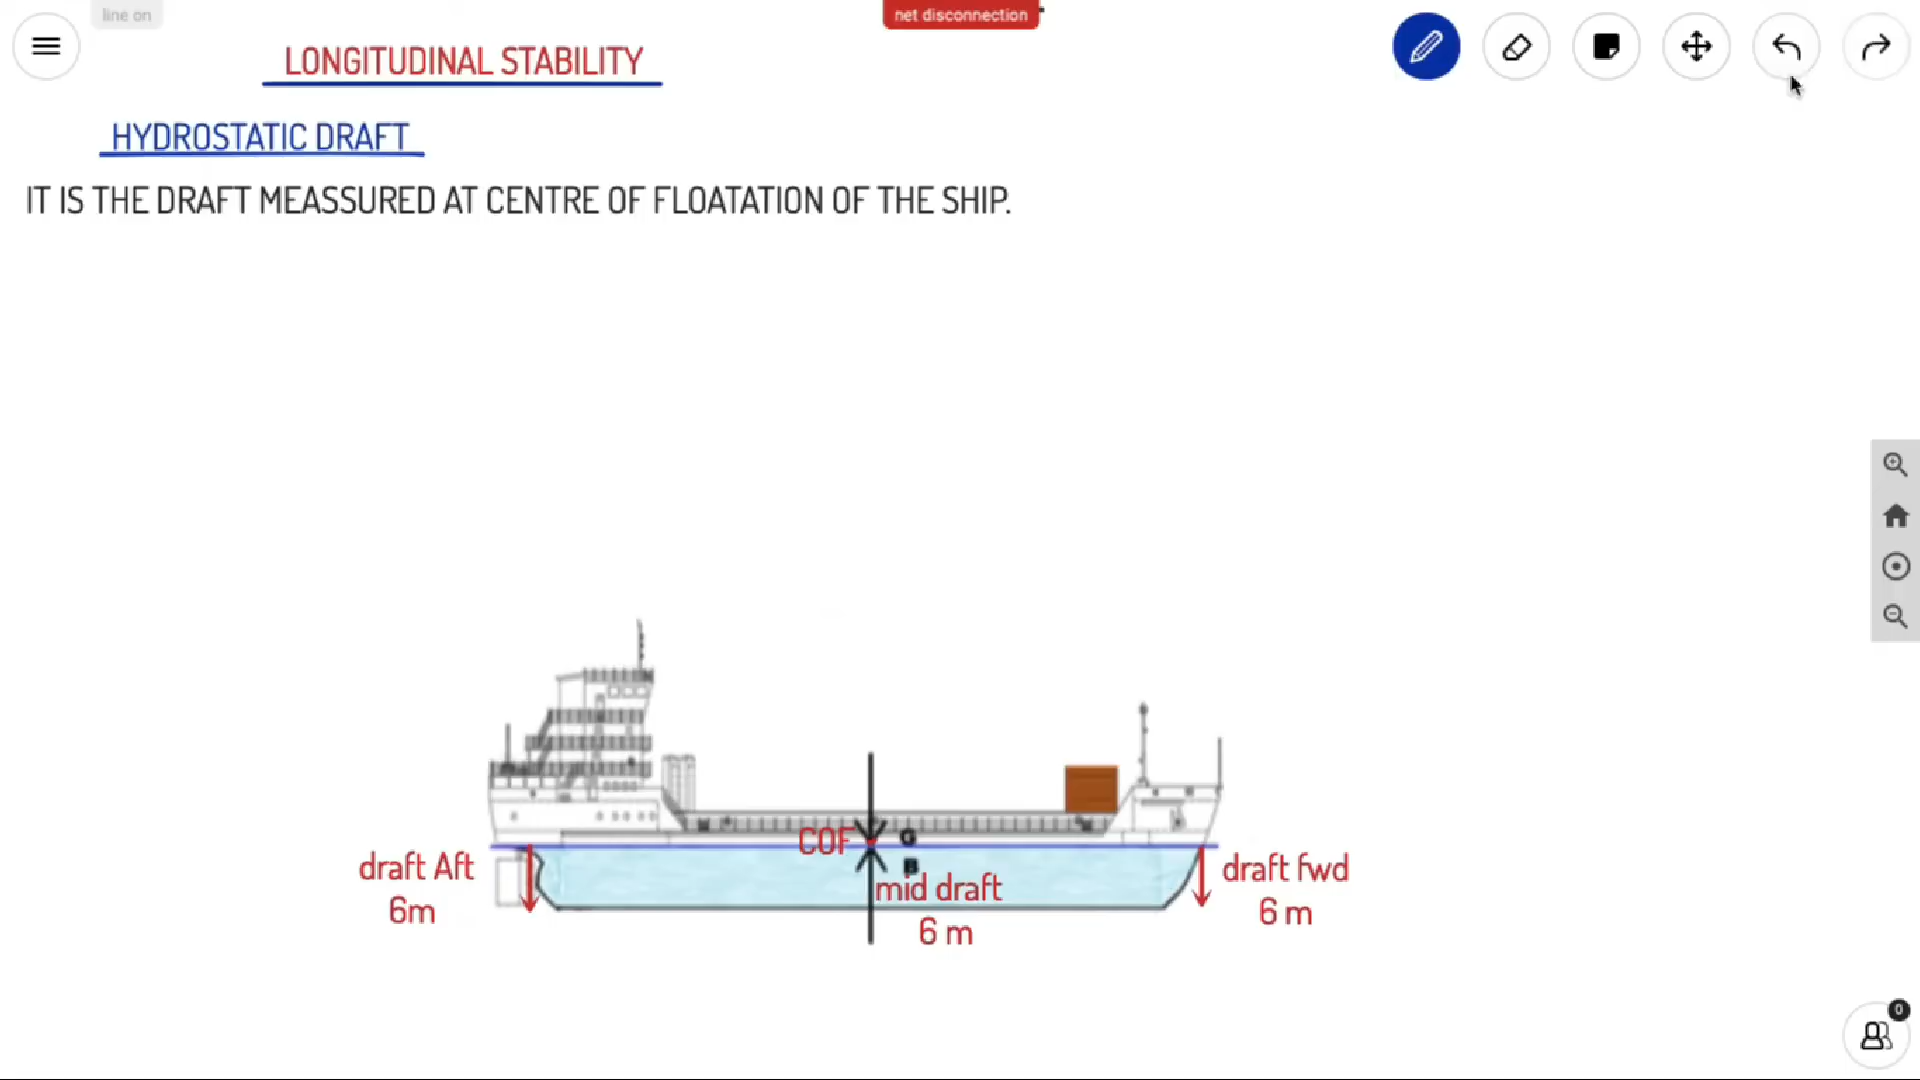 line on
net disconnection
LONGITUDINAL STABILITY
HYDROSTATIC DRAFT
IT IS THE DRAFT MEASSURED AT CENTRE OF FLOATATION OF THE SHIP.
COF
G
B
draft Aft
6m
mid draft
6 m
draft fwd
6 m
0